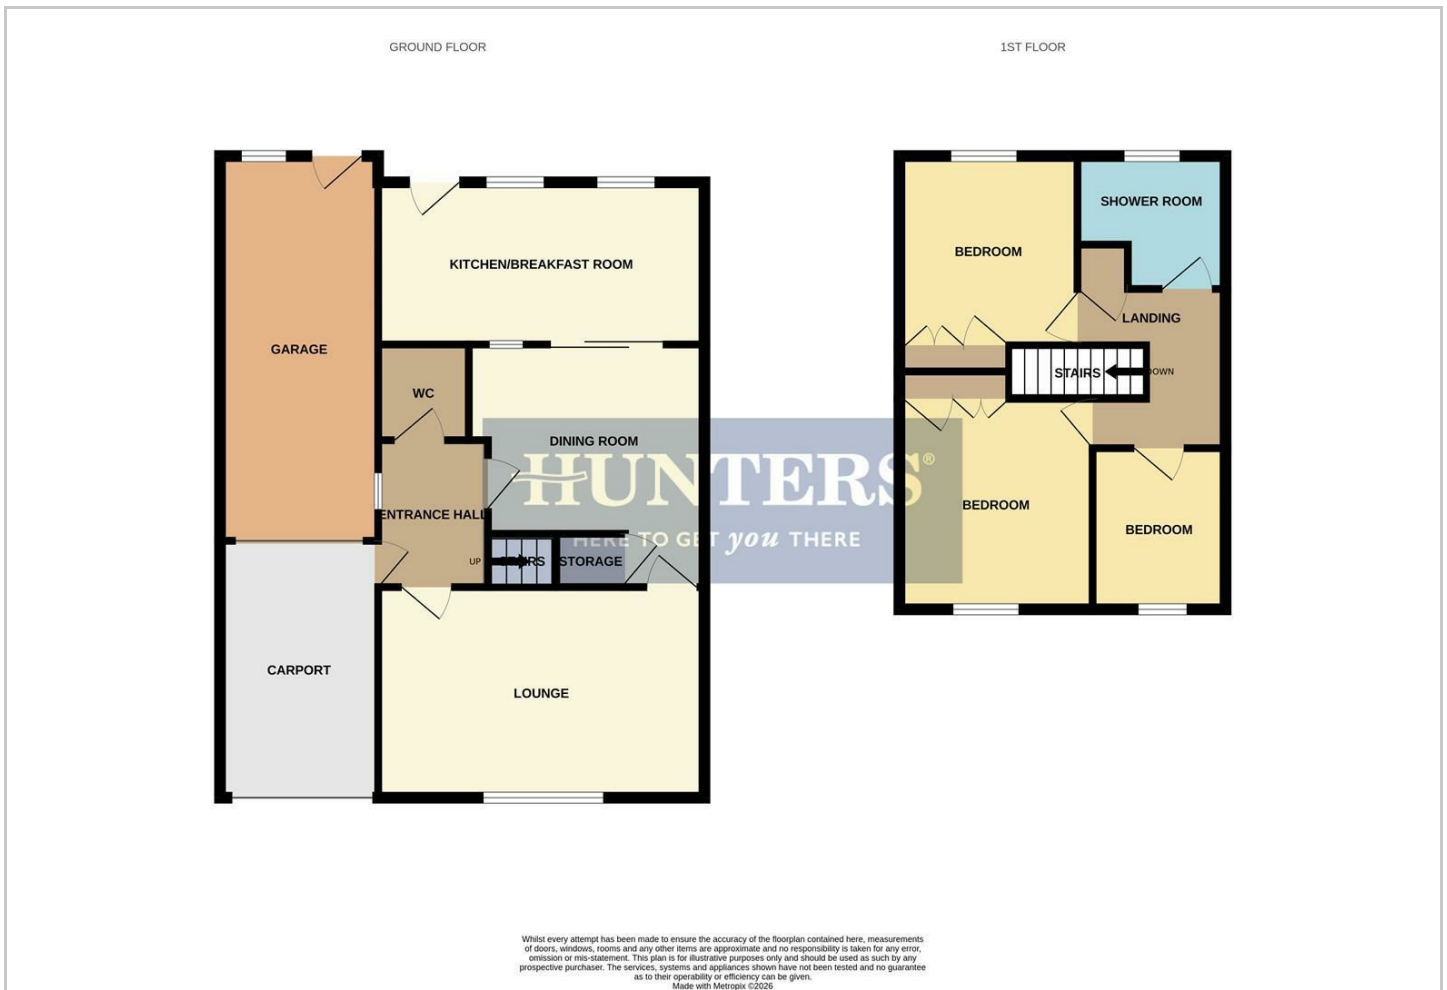 GROUND FLOOR
1ST FLOOR
SHOWER ROOM
BEDROOM
KITCHEN/BREAKFAST ROOM
LANDING
GARAGE
STAIRS
DOWN
WC
DINING ROOM
HUNTERS®
BEDROOM
ENTRANCE HALL
BEDROOM
HERE TO GET you THERE
UP
STAIRS
STORAGE
CARPORT
LOUNGE
Whilst every attempt has been made to ensure the accuracy of the floorplan contained here, measurements
of doors, windows, rooms and any other items are approximate and no responsibility is taken for any error,
omission or mis-statement. This plan is for illustrative purposes only and should be used as such by any
prospective purchaser. The services, systems and appliances shown have not been tested and no guarantee
as to their operability or efficiency can be given.
Made with Metropix ©2026